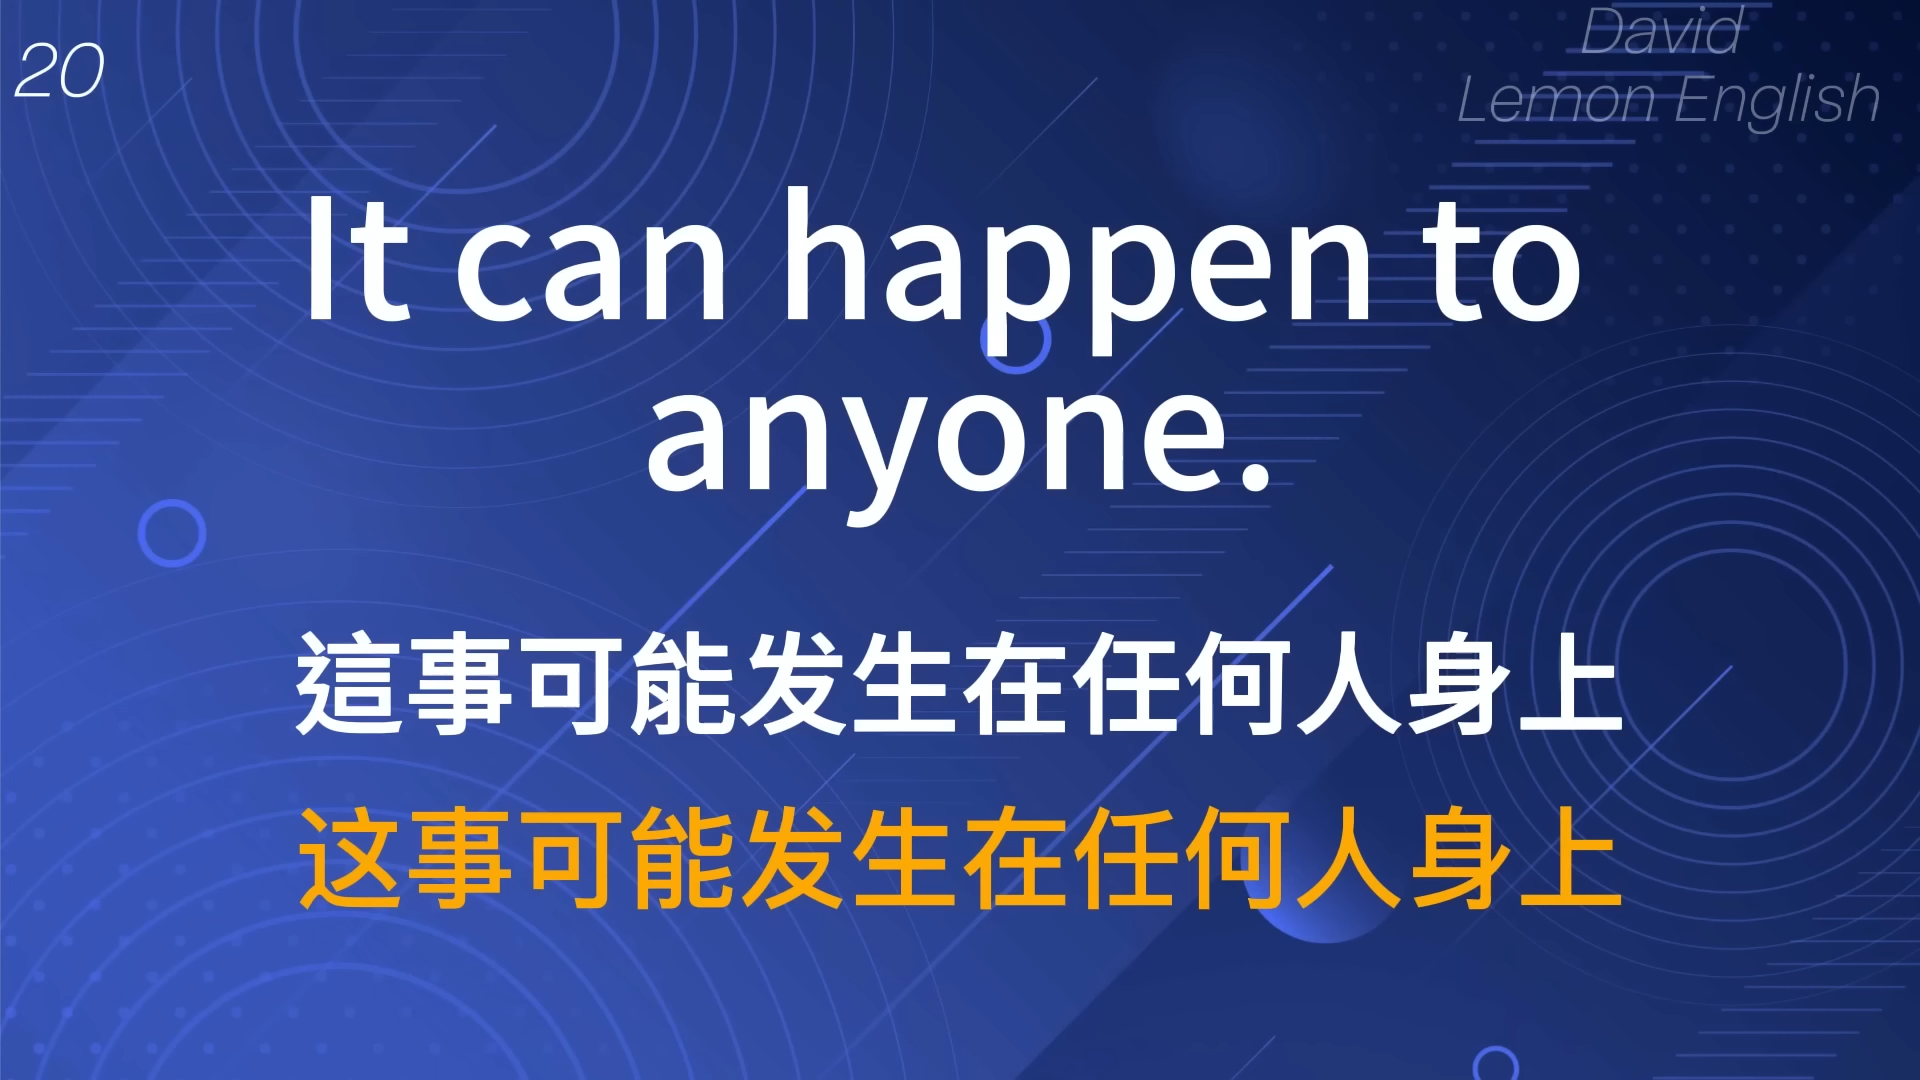 20
David
Lemon English
It can happen to
anyone.
這事可能发生在任何人身上
这事可能发生在任何人身上